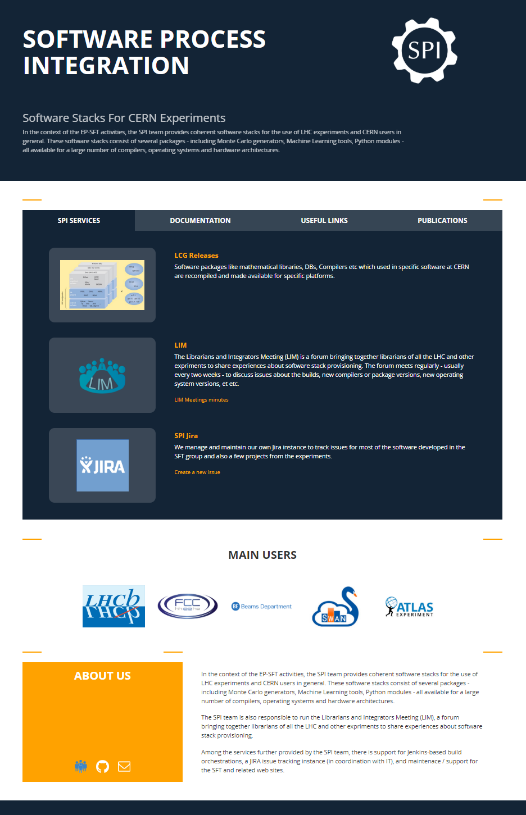 SOFTWARE PROCESS
INTEGRATION
SPI
Software Stacks For CERN Experiments
In the context of the EP-SFT activities, the SPI team provides coherent software stacks for the use of LHC experiments and CERN users in
general. These software stacks consist of several packages - including Monte Carlo generators, Machine Learning tools, Python modules -
all available for a large number of compilers, operating systems and hardware architectures.
SPI SERVICES
DOCUMENTATION
USEFUL LINKS
PUBLICATIONS
LCG Releases
Software packages like mathematical libraries, DBs, Compilers etc which used in specific software at CERN
are recompiled and made available for specific platforms.
LIM
LIM
The Librarians and Integrators Meeting (LIM) is a forum bringing together librarians of all the LHC and other
expriments to share experiences about software stack provisioning. The forum meets regularly - usually
every two weeks - to discuss issues about the builds, new compilers or package versions, new operating
system versions, et etc.
LIM Meetings minutes
JIRA
SPI Jira
We manage and maintain our own Jira instance to track issues for most of the software developed in the
SFT group and also a few projects from the experiments.
Create a new issue
MAIN USERS
LHCb
FCC
BE Beams Department
SWAN
ATLAS
EXPERIMENT
ABOUT US
In the context of the EP-SFT activities, the SPI team provides coherent software stacks for the use of
LHC experiments and CERN users in general. These software stacks consist of several packages -
including Monte Carlo generators, Machine Learning tools, Python modules - all available for a large
number of compilers, operating systems and hardware architectures.
The SPI team is also responsible to run the Librarians and Integrators Meeting (LIM), a forum
bringing together librarians of all the LHC and other expriments to share experiences about software
stack provisioning.
Among the services further provided by the SPI team, there is support for Jenkins-based build
orchestrations, a JIRA issue tracking instance (in coordination with IT), and maintenace / support for
the SFT and related web sites.